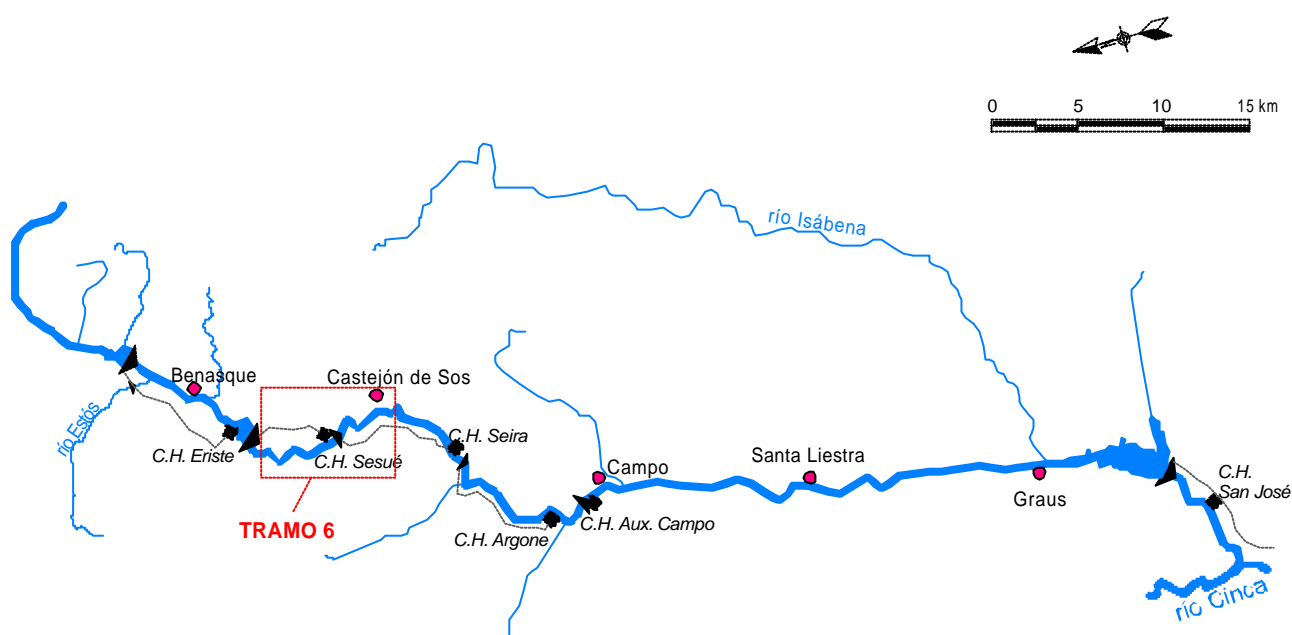 0 5 10 15 km
río Isábena
Benasque
Castejón de Sos
río Estós
C.H. Eriste
C.H. Sesué
C.H. Seira
Campo
Santa Liestra
Graus
C.H.
San José
TRAMO 6
C.H. Argone
C.H. Aux. Campo
río Cinca